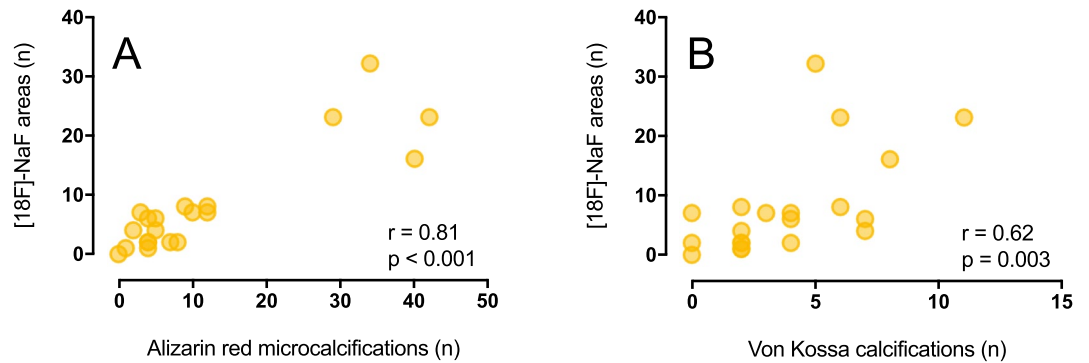 A
[18F]-NaF areas (n)
40
30
20
10
0
r = 0.81
p < 0.001
0 10 20 30 40 50
Alizarin red microcalcifications (n)
B
[18F]-NaF areas (n)
40
30
20
10
0
r = 0.62
p = 0.003
0 5 10 15
Von Kossa calcifications (n)